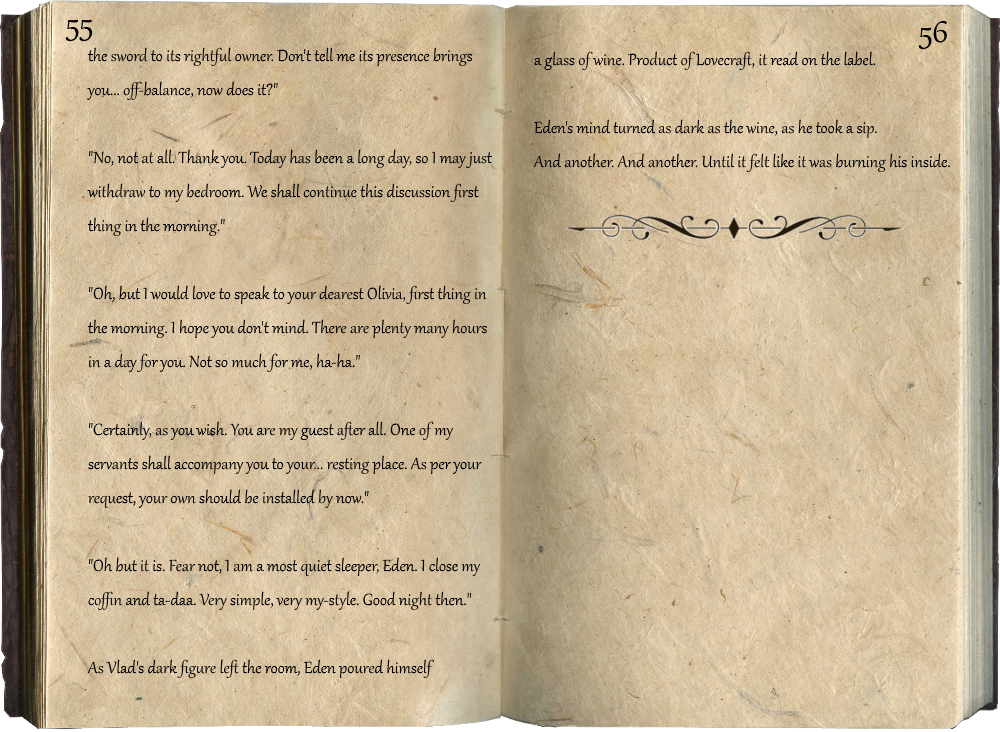 55
the sword to its rightful owner. Don't tell me its presence brings
you... off-balance, now does it?"
"No, not at all. Thank you. Today has been a long day, so I may just
withdraw to my bedroom. We shall continue this discussion first
thing in the morning."
"Oh, but I would love to speak to your dearest Olivia, first thing in
the morning. I hope you don't mind. There are plenty many hours
in a day for you. Not so much for me, ha-ha."
"Certainly, as you wish. You are my guest after all. One of my
servants shall accompany you to your... resting place. As per your
request, your own should be installed by now."
"Oh but it is. Fear not, I am a most quiet sleeper, Eden. I close my
coffin and ta-daa. Very simple, very my-style. Good night then."
As Vlad's dark figure left the room, Eden poured himself
56
a glass of wine. Product of Lovecraft, it read on the label.
Eden's mind turned as dark as the wine, as he took a sip.
And another. And another. Until it felt like it was burning his inside.